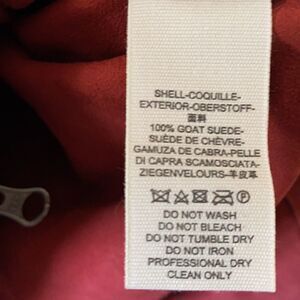 SHELL-COQUILLE-
EXTERIOR-OBERSTOFF-
面料
100% GOAT SUEDE-
SUÈDE DE CHÈVRE-
GAMUZA DE CABRA-PELLE
DI CAPRA SCAMOSCIATA-
ZIEGENVELOURS-羊皮革
DO NOT WASH
DO NOT BLEACH
DO NOT TUMBLE DRY
DO NOT IRON
PROFESSIONAL DRY
CLEAN ONLY